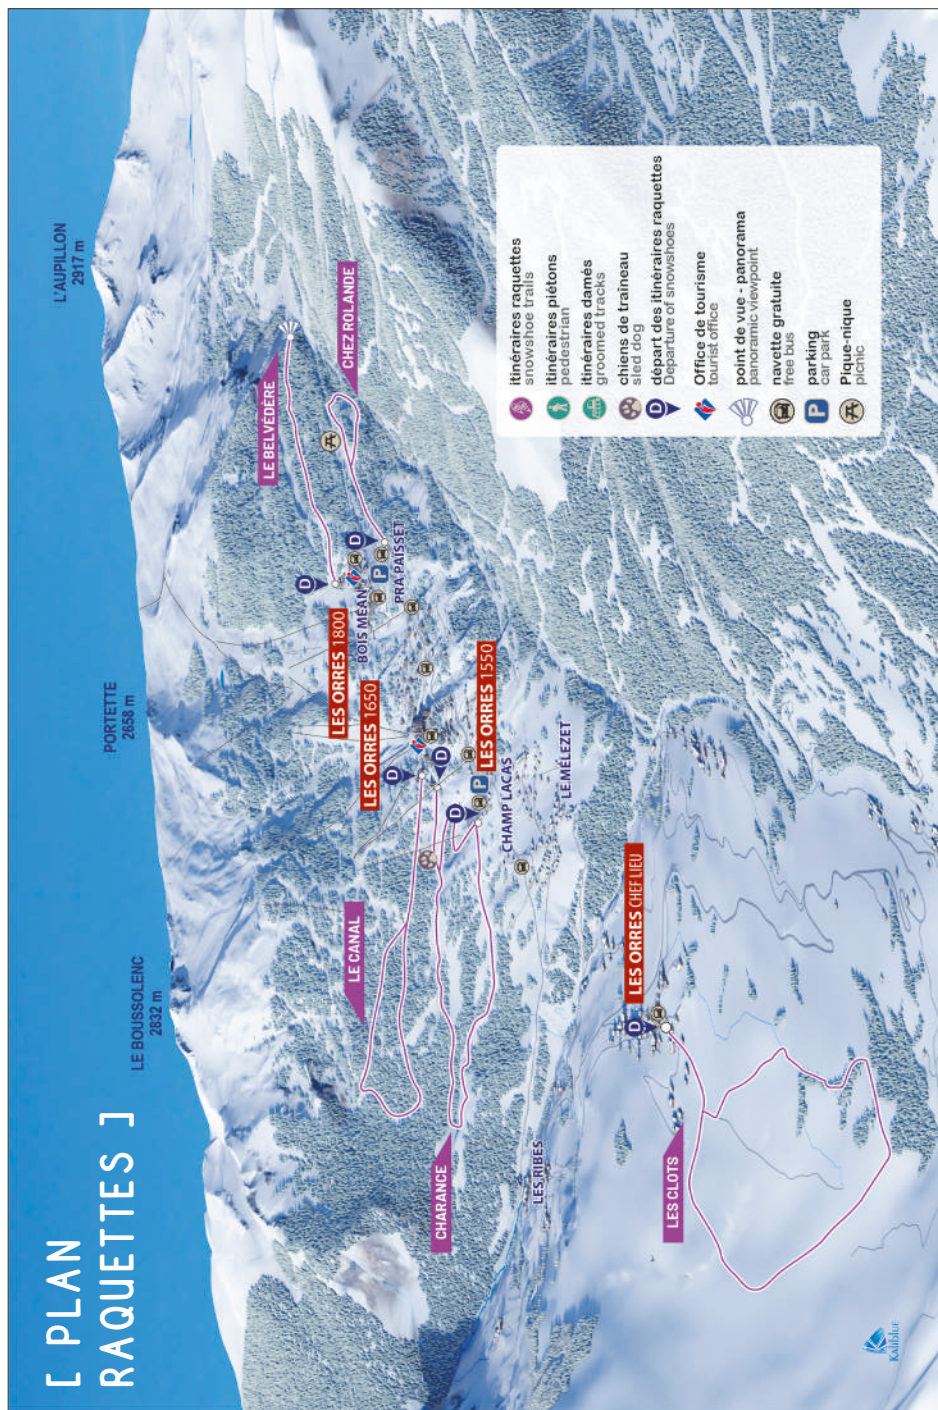 [ PLAN
RAQUETTES ]
LE BOUSSOLENC
2832 m
PORTETTE
2658 m
L'AUPILLON
2917 m
LE BELVÉDÈRE
CHEZ ROLANDE
LES ORRES 1800
BOIS MÉAN
PRA PAISSET
LES ORRES 1650
LES ORRES 1550
LE CANAL
CHAMP LACAS
LE MÉLEZET
CHARANCE
LES RIBES
LES ORRES CHEF LIEU
LES CLOTS
D
D
D
D
D
D
P
P
itinéraires raquettes
snowshoe trails
itinéraires piétons
pedestrian
itinéraires damés
groomed tracks
chiens de traîneau
sled dog
D
départ des itinéraires raquettes
Departure of snowshoes
Office de tourisme
tourist office
point de vue - panorama
panoramic viewpoint
navette gratuite
free bus
P
parking
car park
Pique-nique
picnic
Kaliblue